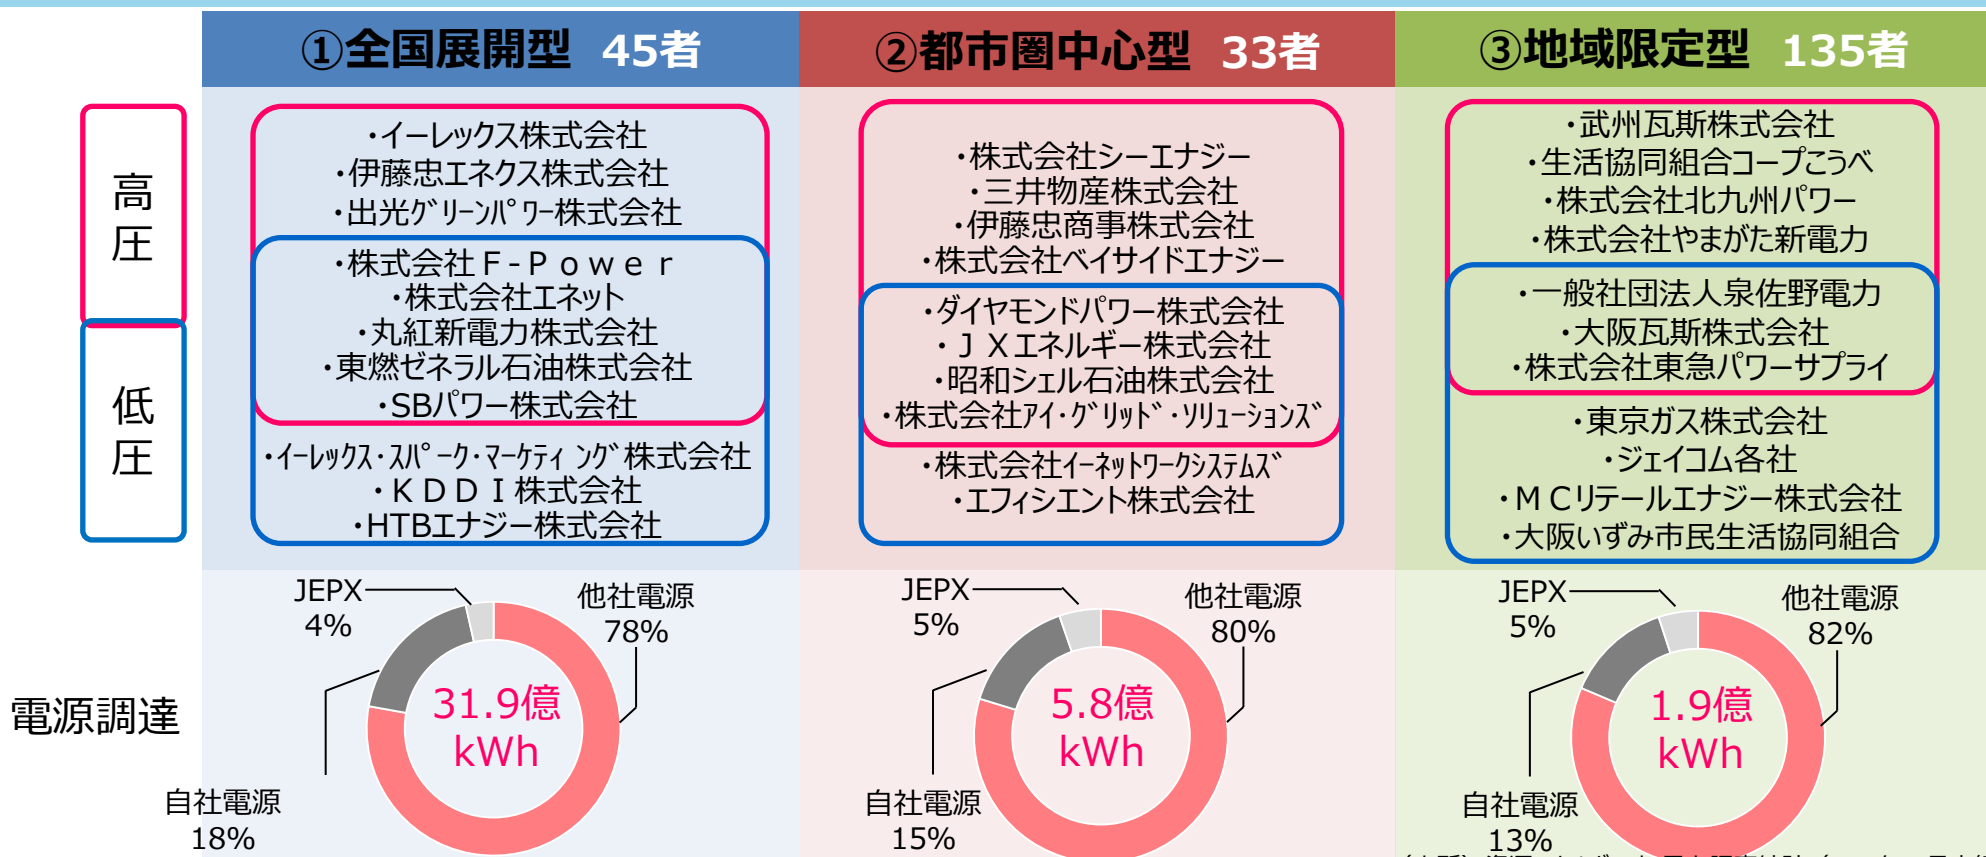 ①全国展開型 45者
②都市圏中心型 33者
③地域限定型 135者
高圧
低圧
・イーレックス株式会社
・伊藤忠エネクス株式会社
・出光ｸﾞﾘｰﾝﾊﾟﾜｰ株式会社
・株式会社Ｆ-Ｐｏｗｅｒ
・株式会社エネット
・丸紅新電力株式会社
・東燃ゼネラル石油株式会社
・SBパワー株式会社
・ｲｰﾚｯｸｽ・ｽﾊﾟｰｸ・ﾏｰｹﾃｨﾝｸﾞ株式会社
・ＫＤＤＩ株式会社
・HTBエナジー株式会社
・株式会社シーエナジー
・三井物産株式会社
・伊藤忠商事株式会社
・株式会社ベイサイドエナジー
・ダイヤモンドパワー株式会社
・ＪＸエネルギー株式会社
・昭和シェル石油株式会社
・株式会社ｱｲ・ｸﾞﾘｯﾄﾞ・ｿﾘｭｰｼｮﾝｽﾞ
・株式会社ｲｰﾈｯﾄﾜｰｸｼｽﾃﾑｽﾞ
・エフィシエント株式会社
・武州瓦斯株式会社
・生活協同組合コープこうべ
・株式会社北九州パワー
・株式会社やまがた新電力
・一般社団法人泉佐野電力
・大阪瓦斯株式会社
・株式会社東急パワーサプライ
・東京ガス株式会社
・ジェイコム各社
・ＭＣリテールエナジー株式会社
・大阪いずみ市民生活協同組合
電源調達
JEPX
4%
他社電源
78%
31.9億
kWh
自社電源
18%
JEPX
5%
他社電源
80%
5.8億
kWh
自社電源
15%
JEPX
5%
他社電源
82%
1.9億
kWh
自社電源
13%